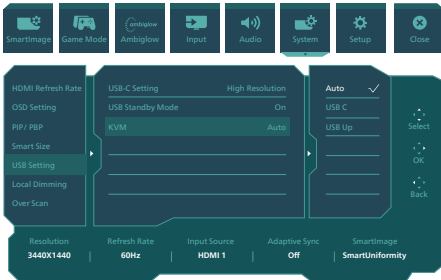 ambiglow
SmartImage
Game Mode
Ambiglow
Input
Audio
System
Setup
Close
HDMI Refresh Rate
OSD Setting
PIP/ PBP
Smart Size
USB Setting
Local Dimming
Over Scan
USB-C Setting High Resolution
USB Standby Mode On
KVM Auto
Auto
USB C
USB Up
Select
OK
Back
Resolution Refresh Rate Input Source Adaptive Sync SmartImage
3440X1440 | 60Hz | HDMI 1 | Off | SmartUniformity